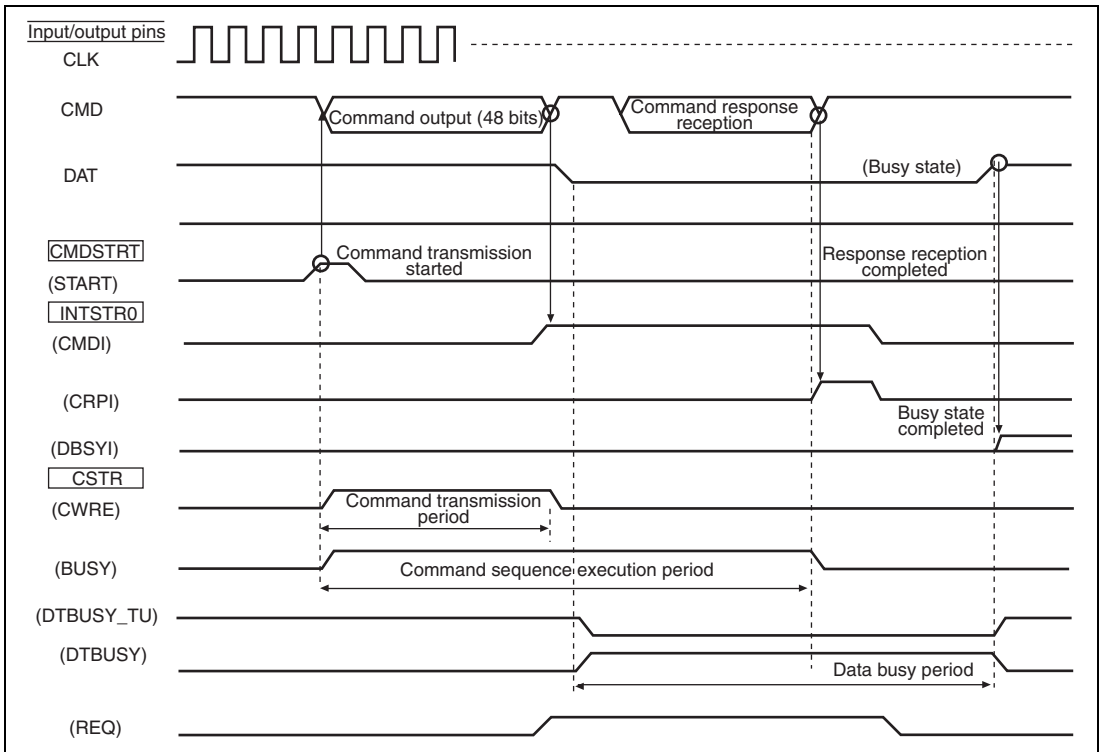 Input/output pins
CLK
CMD
Command output (48 bits)
Command response
reception
DAT
(Busy state)
CMDSTRT
(START)
Command transmission
started
Response reception
completed
INTSTR0
(CMDI)
(CRPI)
Busy state
completed
(DBSYI)
CSTR
(CWRE)
Command transmission
period
(BUSY)
Command sequence execution period
(DTBUSY_TU)
(DTBUSY)
Data busy period
(REQ)